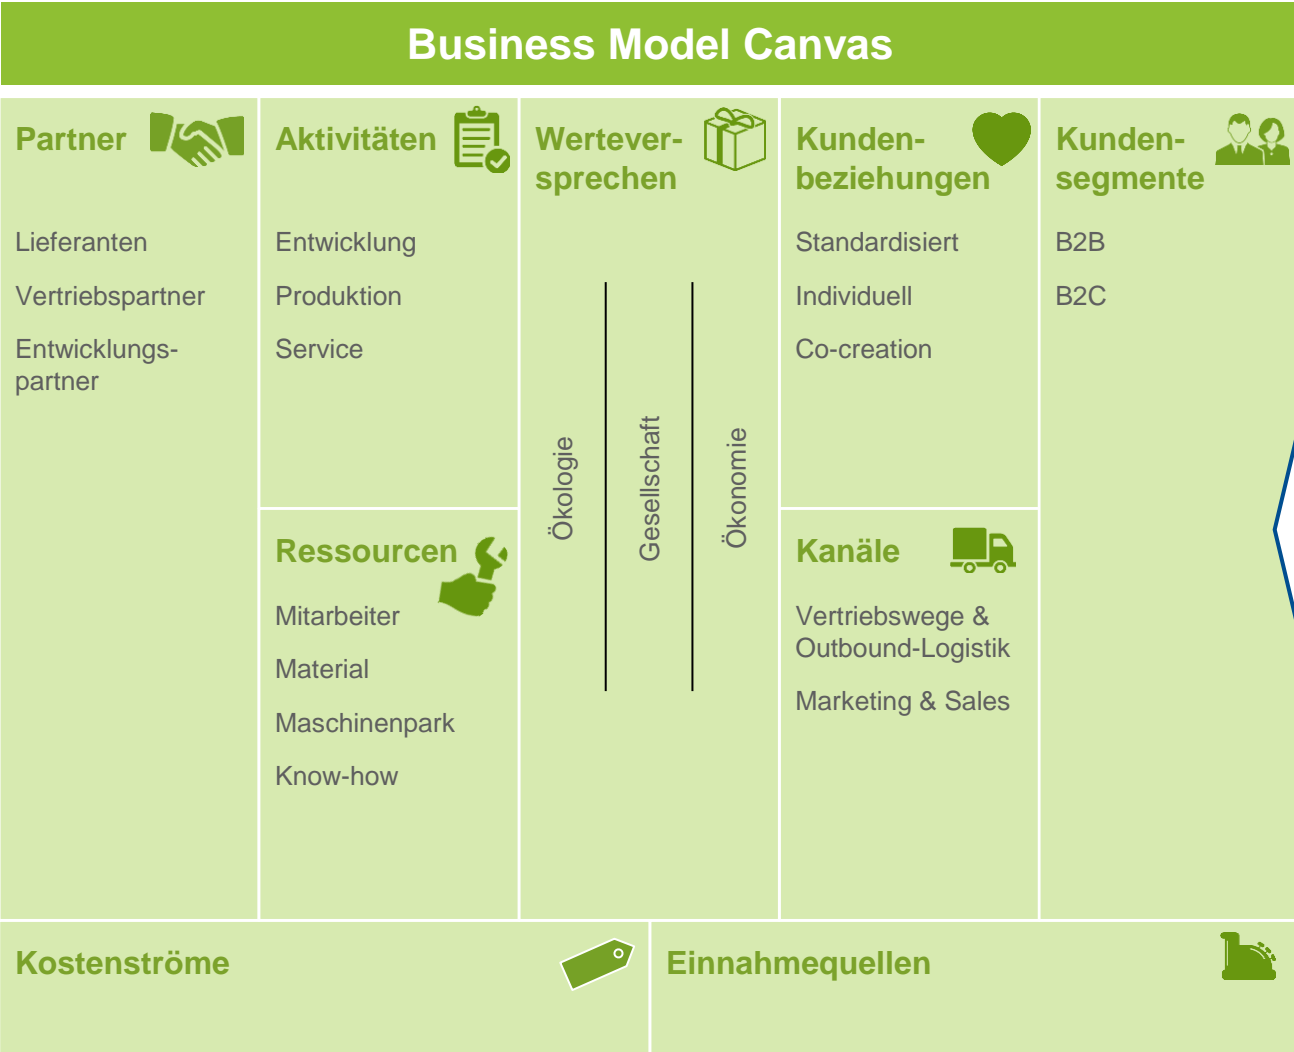 Business Model Canvas
Partner
Lieferanten
Vertriebspartner
Entwicklungs-
partner
Aktivitäten
Entwicklung
Produktion
Service
Ressourcen
Mitarbeiter
Material
Maschinenpark
Know-how
Wertever-
sprechen
Ökologie
Gesellschaft
Ökonomie
Kunden-
beziehungen
Standardisiert
Individuell
Co-creation
Kanäle
Vertriebswege &
Outbound-Logistik
Marketing & Sales
Kunden-
segmente
B2B
B2C
Kostenströme
Einnahmequellen